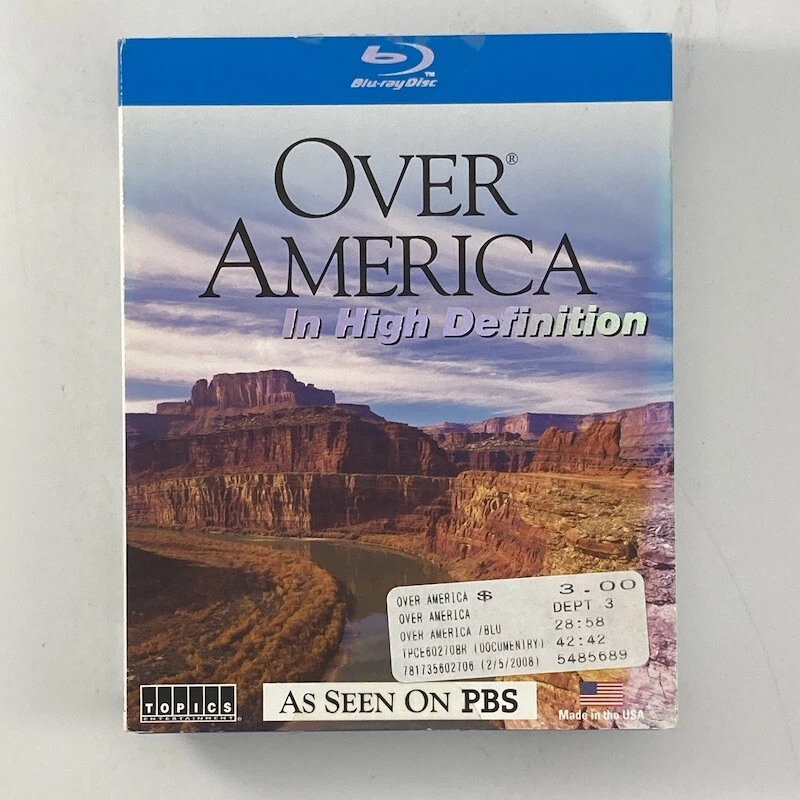 Blu-ray Disc™
OVER®
AMERICA
In High Definition
OVER AMERICA $ 3.00
OVER AMERICA DEPT 3
OVER AMERICA /BLU 28:58
TPCE60270BR (DOCUMENTRY) 42:42
781735602706 (2/5/2008) 5485689
TOPICS
ENTERTAINMENT®
AS SEEN ON PBS
Made in the USA